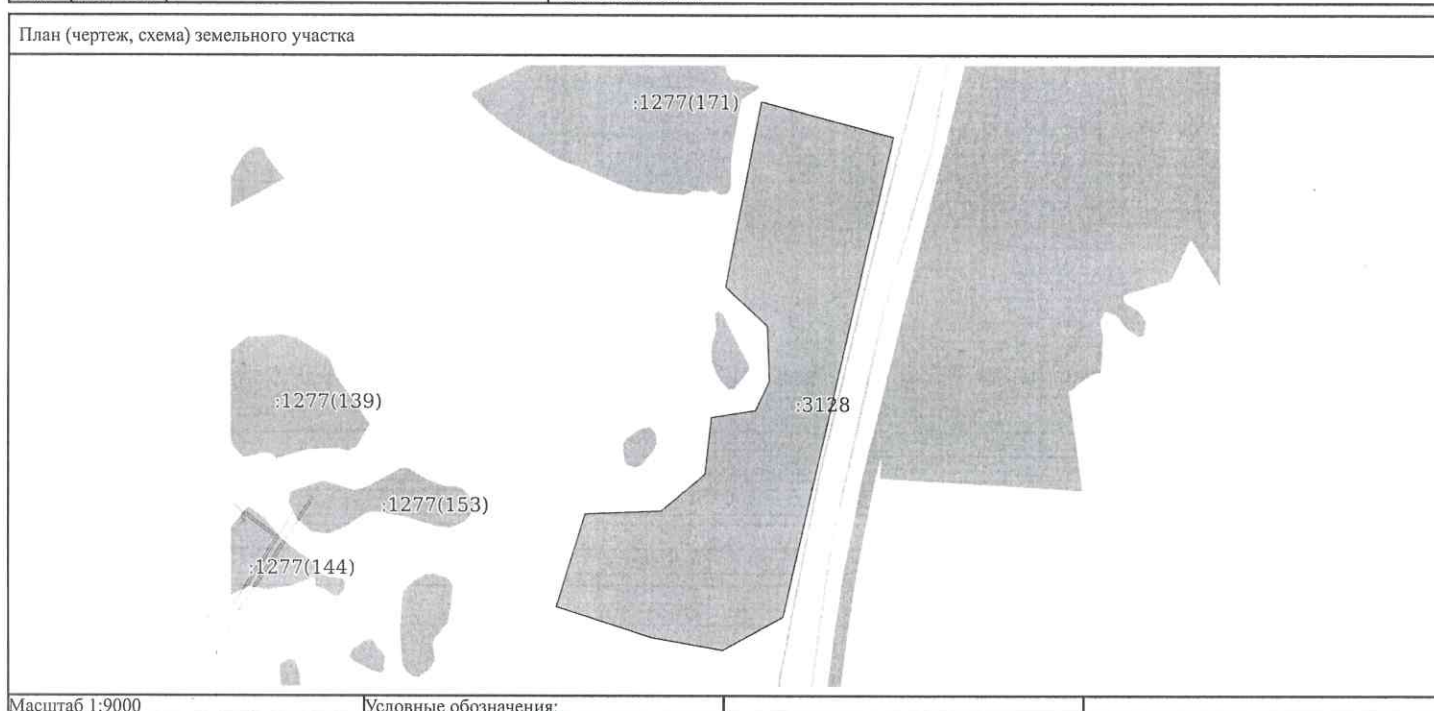 План (чертеж, схема) земельного участка
:1277(171)
:1277(139)
:3128
:1277(153)
:1277(144)
Масштаб 1:9000
Условные обозначения: